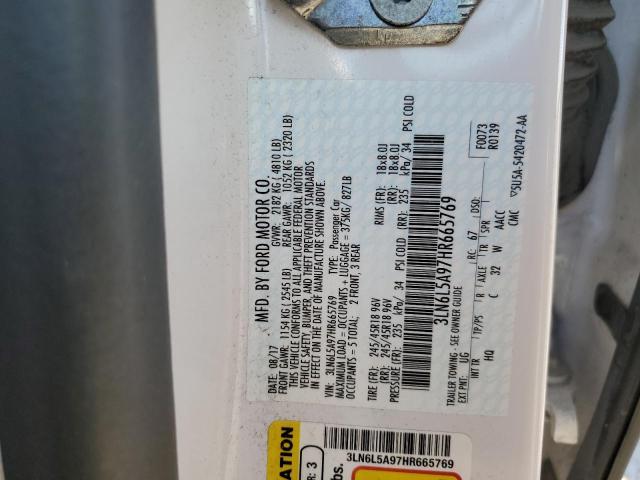 MFD. BY FORD MOTOR CO.
08/17 GVWR: 2182 KG ( 4810 LB)
FRONT GAWR: 1154 KG ( 2545 LB) REAR GAWR: 1052 KG ( 2320 LB)
THIS VEHICLE CONFORMS TO ALL APPLICABLE FEDERAL MOTOR
VEHICLE SAFETY, BUMPER, AND THEFT PREVENTION STANDARDS
IN EFFECT ON THE DATE OF MANUFACTURE SHOWN ABOVE.
VIN: 3LN6L5A97HR665769 TYPE: Passenger Car
MAXIMUM LOAD = OCCUPANTS + LUGGAGE = 375KG/ 827LB
OCCUPANTS = 5 TOTAL; 2 FRONT, 3 REAR
TIRE (FR): 245/45R18 96V RIMS (FR): 18x8.0J
(RR): 245/45R18 96V (RR): 18x8.0J
PRESSURE (FR): 235 kPa/ 34 PSI COLD (RR): 235 kPa/ 34 PSI COLD
3LN6L5A97HR665769
TRAILER TOWING - SEE OWNER GUIDE
F0073
R0139
EXT PNT: UG RC: 67 DSO:
INT TR TP/PS R AXLE TR SPR
HQ C 32 W AACC
CMC
5U5A-5420472-AA
ATION
R: 3
bs.
3LN6L5A97HR665769